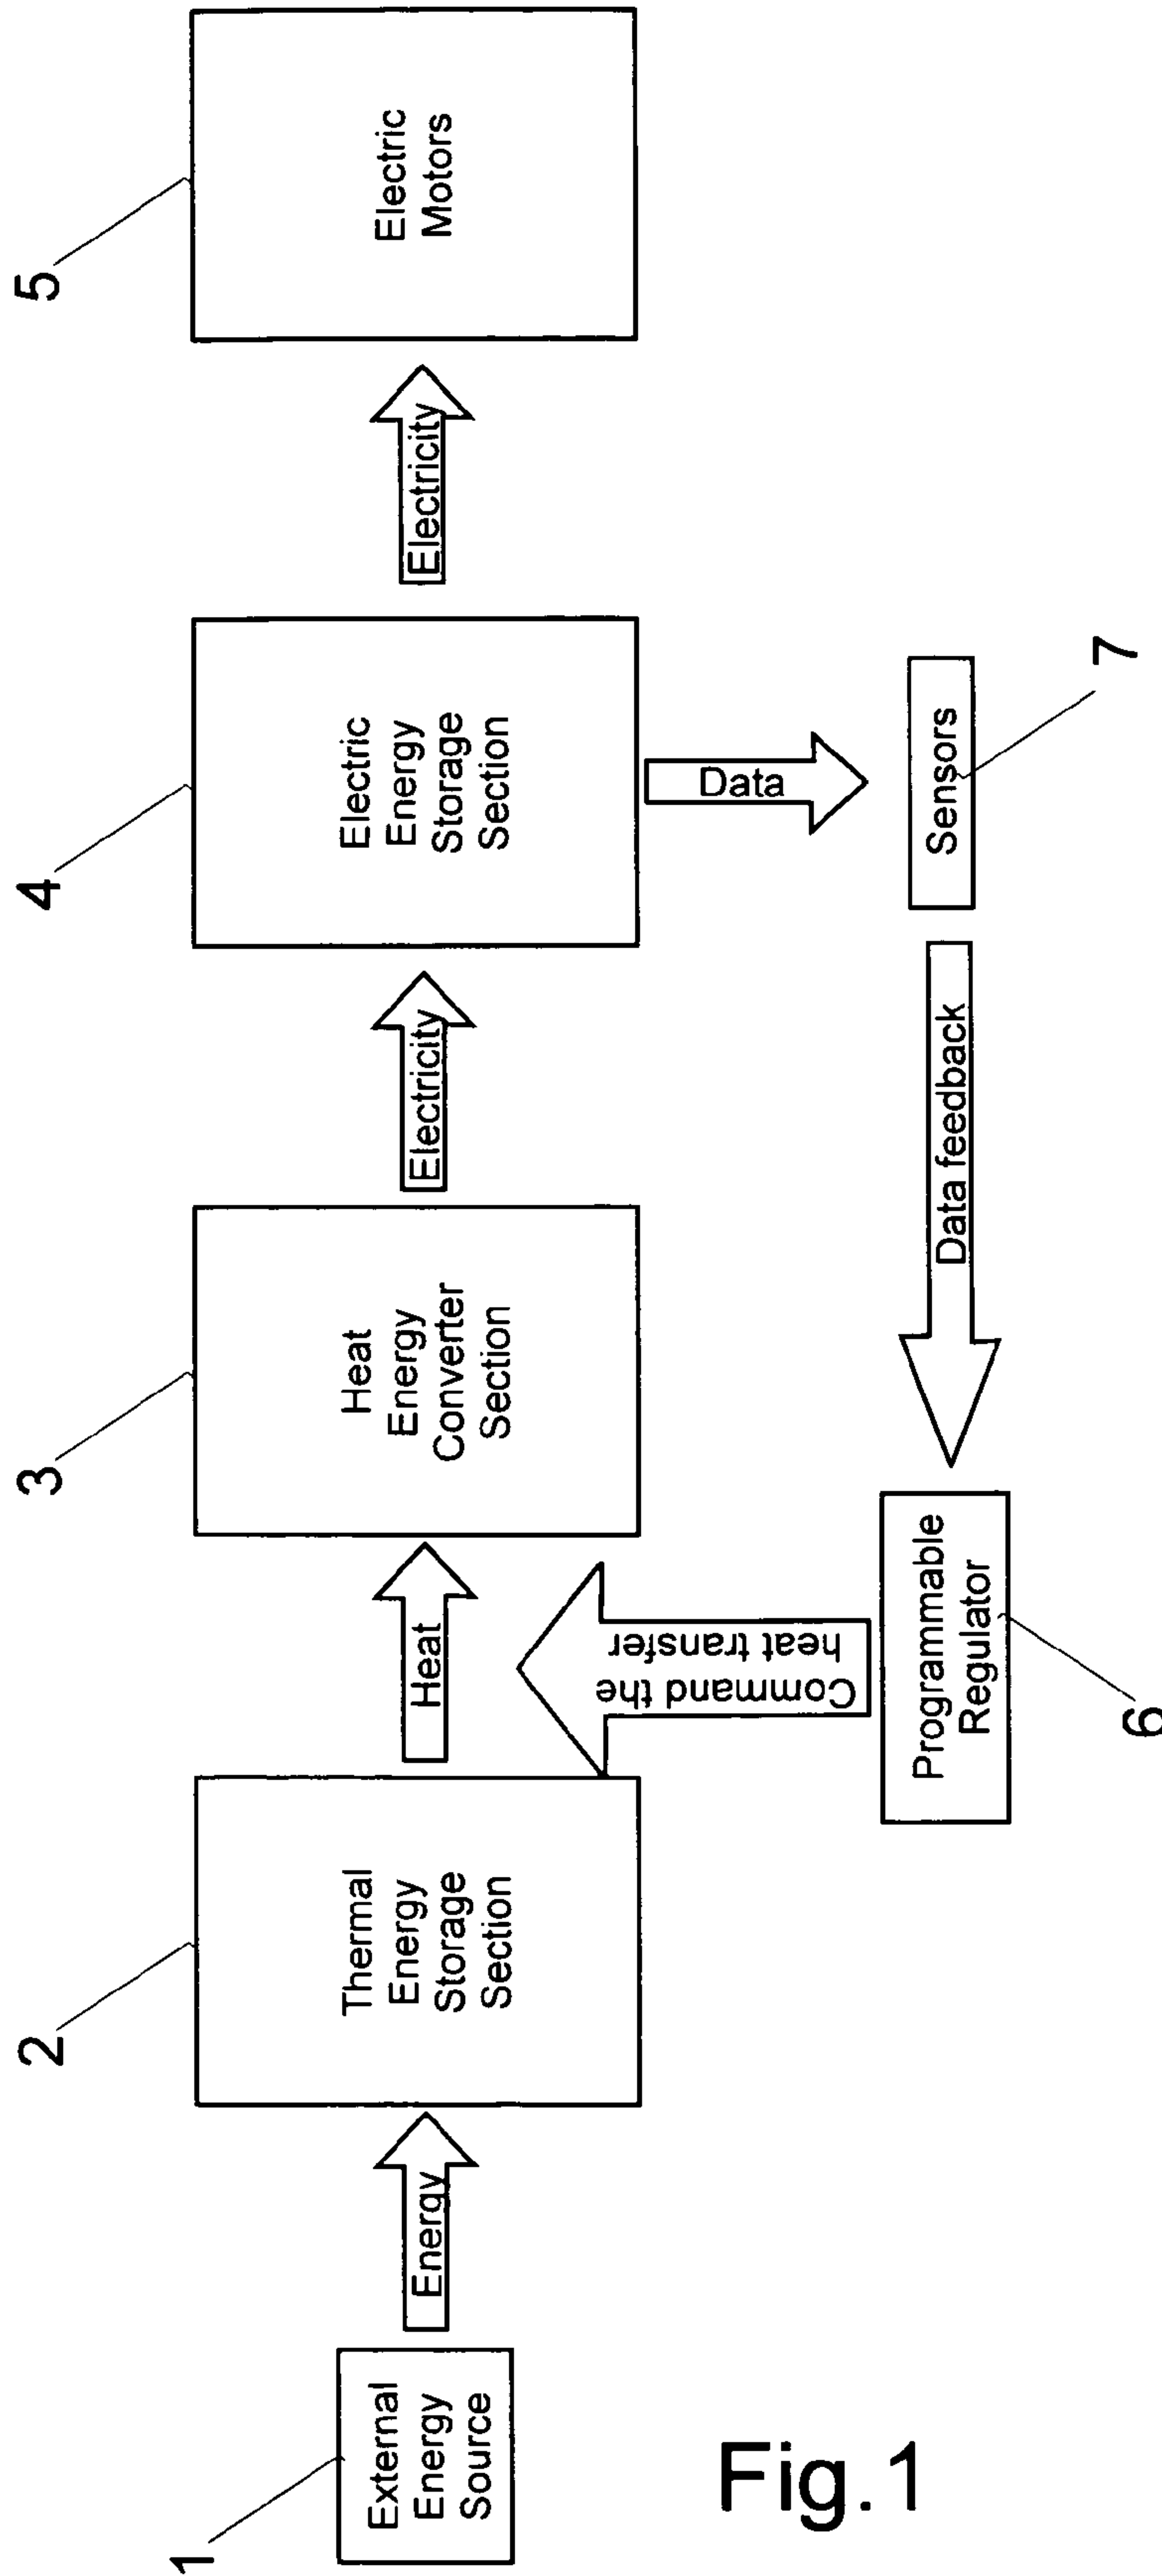 1
External
Energy
Source
Energy
2
Thermal
Energy
Storage
Section
Heat
3
Heat
Energy
Converter
Section
Electricity
4
Electric
Energy
Storage
Section
Electricity
5
Electric
Motors
Data
Sensors
7
Data feedback
Programmable
Regulator
6
Command the
heat transfer
Fig.1